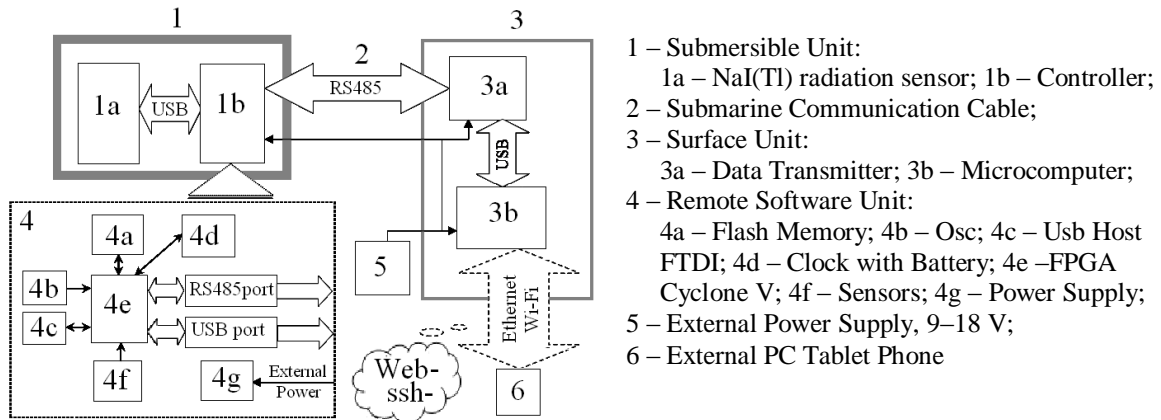 1
2
3
1a
USB
1b
RS485
3a
USB
3b
5
4
4a
4d
4b
4e
RS485port
4c
USB port
4f
4g
External
Power
Ethernet
Wi-Fi
Web-
ssh-
6
1 – Submersible Unit:
1a – NaI(Tl) radiation sensor; 1b – Controller;
2 – Submarine Communication Cable;
3 – Surface Unit:
3a – Data Transmitter; 3b – Microcomputer;
4 – Remote Software Unit:
4a – Flash Memory; 4b – Osc; 4c – Usb Host
FTDI; 4d – Clock with Battery; 4e –FPGA
Cyclone V; 4f – Sensors; 4g – Power Supply;
5 – External Power Supply, 9–18 V;
6 – External PC Tablet Phone